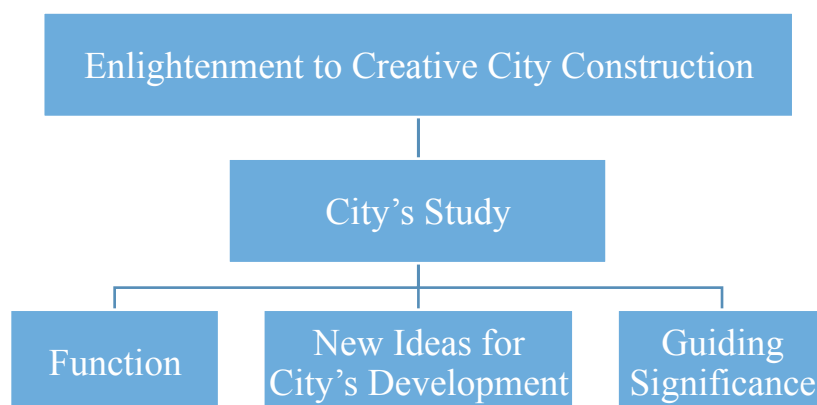 Enlightenment to Creative City Construction
City’s Study
Function
New Ideas for
City’s Development
Guiding
Significance